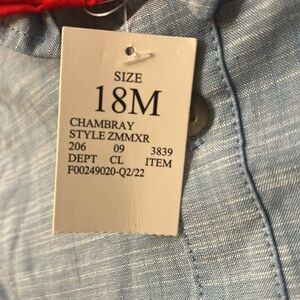 SIZE
18M
CHAMBRAY
STYLE ZMMXR
206 09 3839
DEPT CL ITEM
F00249020-Q2/22